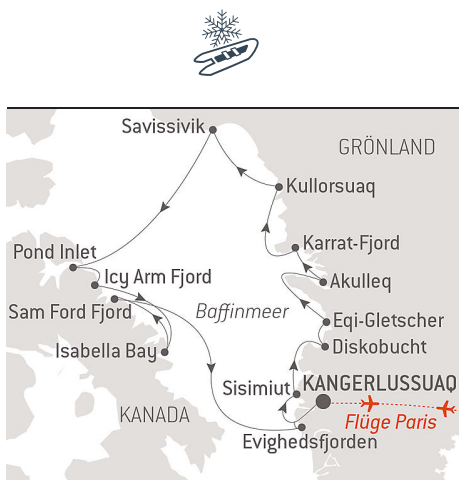 Savissivik
GRÖNLAND
Kullorsuaq
Karrat-Fjord
Pond Inlet
Icy Arm Fjord
Akulleq
Sam Ford Fjord
Baffinmeer
Eqi-Gletscher
Diskobucht
Isabella Bay
Sisimiut
KANGERLUSSUAQ
KANADA
Flüge Paris
Evighedsfjorden